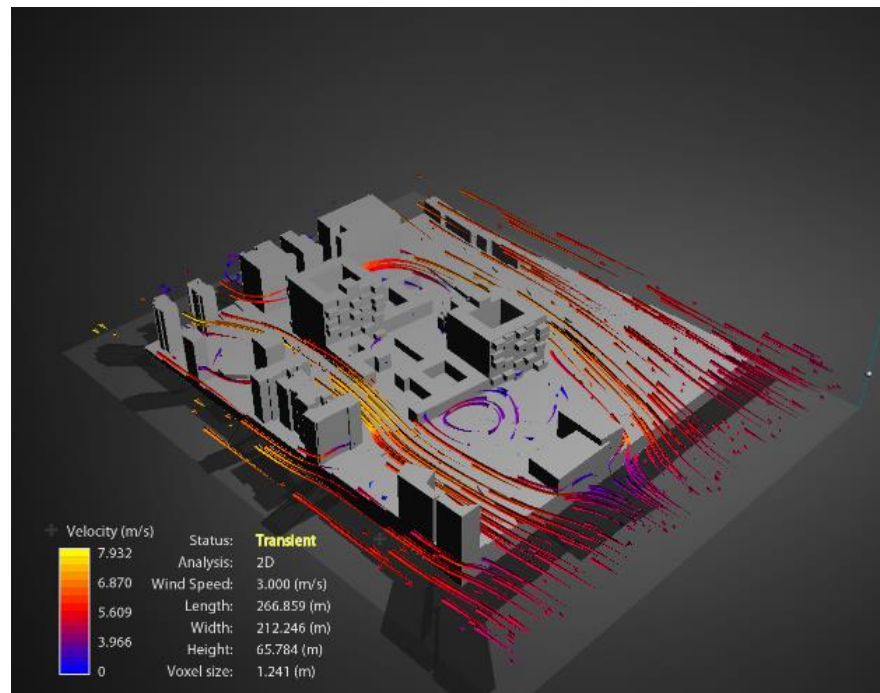 Velocity (m/s)
7.932
6.870
5.609
3.966
0
Status: Transient
Analysis: 2D
Wind Speed: 3.000 (m/s)
Length: 266.859 (m)
Width: 212.246 (m)
Height: 65.784 (m)
Voxel size: 1.241 (m)